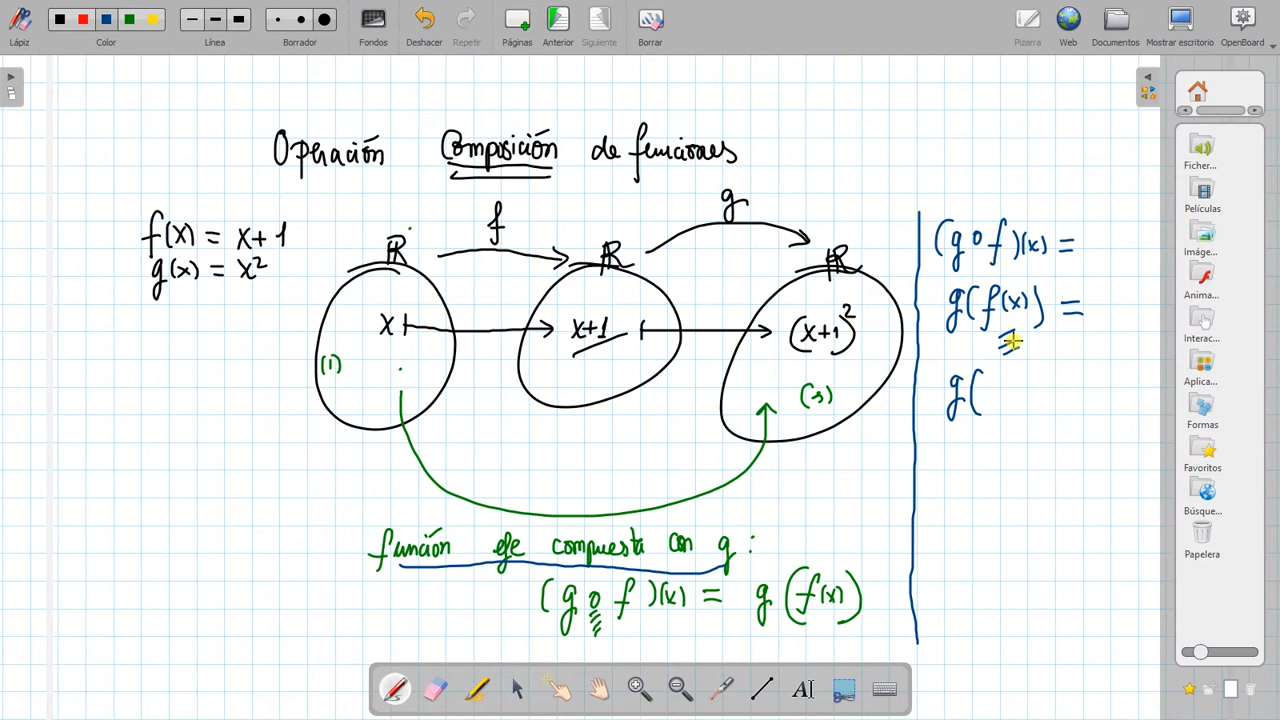 Lápiz Color Línea Borrador Fondos Deshacer Repetir Páginas Anterior Siguiente Borrar Pizarra Web Documentos Mostrar escritorio OpenBoard
Operación Composición de funciones
f(x) = x+1
g(x) = x²
f
g
ℝ ℝ ℝ
x x+1 (x+1)²
(1) (3)
función efe compuesta con g :
(g o f)(x) = g(f(x))
(g o f)(x) =
g(f(x)) =
g(
Ficher...
Películas
Imáge...
Anima...
Interac...
Aplica...
Formas
Favoritos
Búsque...
Papelera
AI